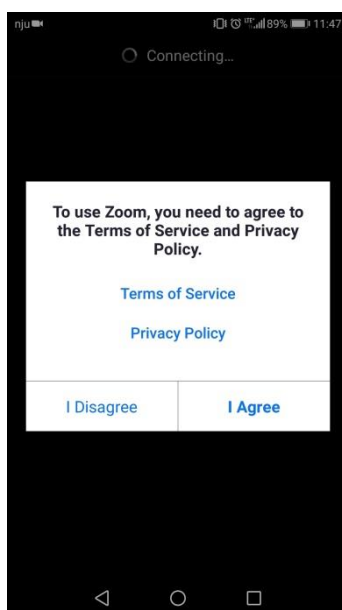 nju 89% 11:47
Connecting...
To use Zoom, you need to agree to
the Terms of Service and Privacy
Policy.
Terms of Service
Privacy Policy
I Disagree I Agree